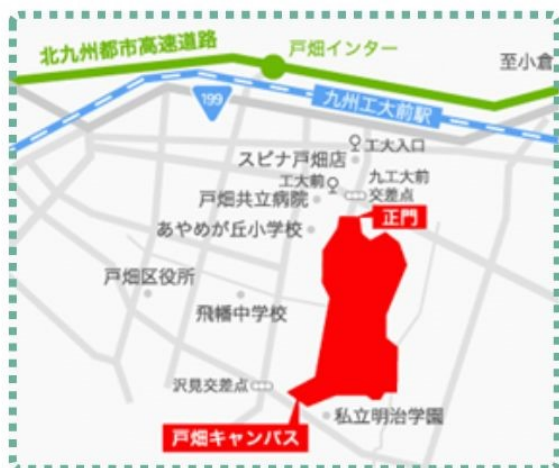 北九州都市高速道路
戸畑インター
至小倉
199
九州工大前駅
工大入口
スピナ戸畑店
工大前
九工大前
交差点
戸畑共立病院
正門
あやめが丘小学校
戸畑区役所
飛幡中学校
沢見交差点
私立明治学園
戸畑キャンパス